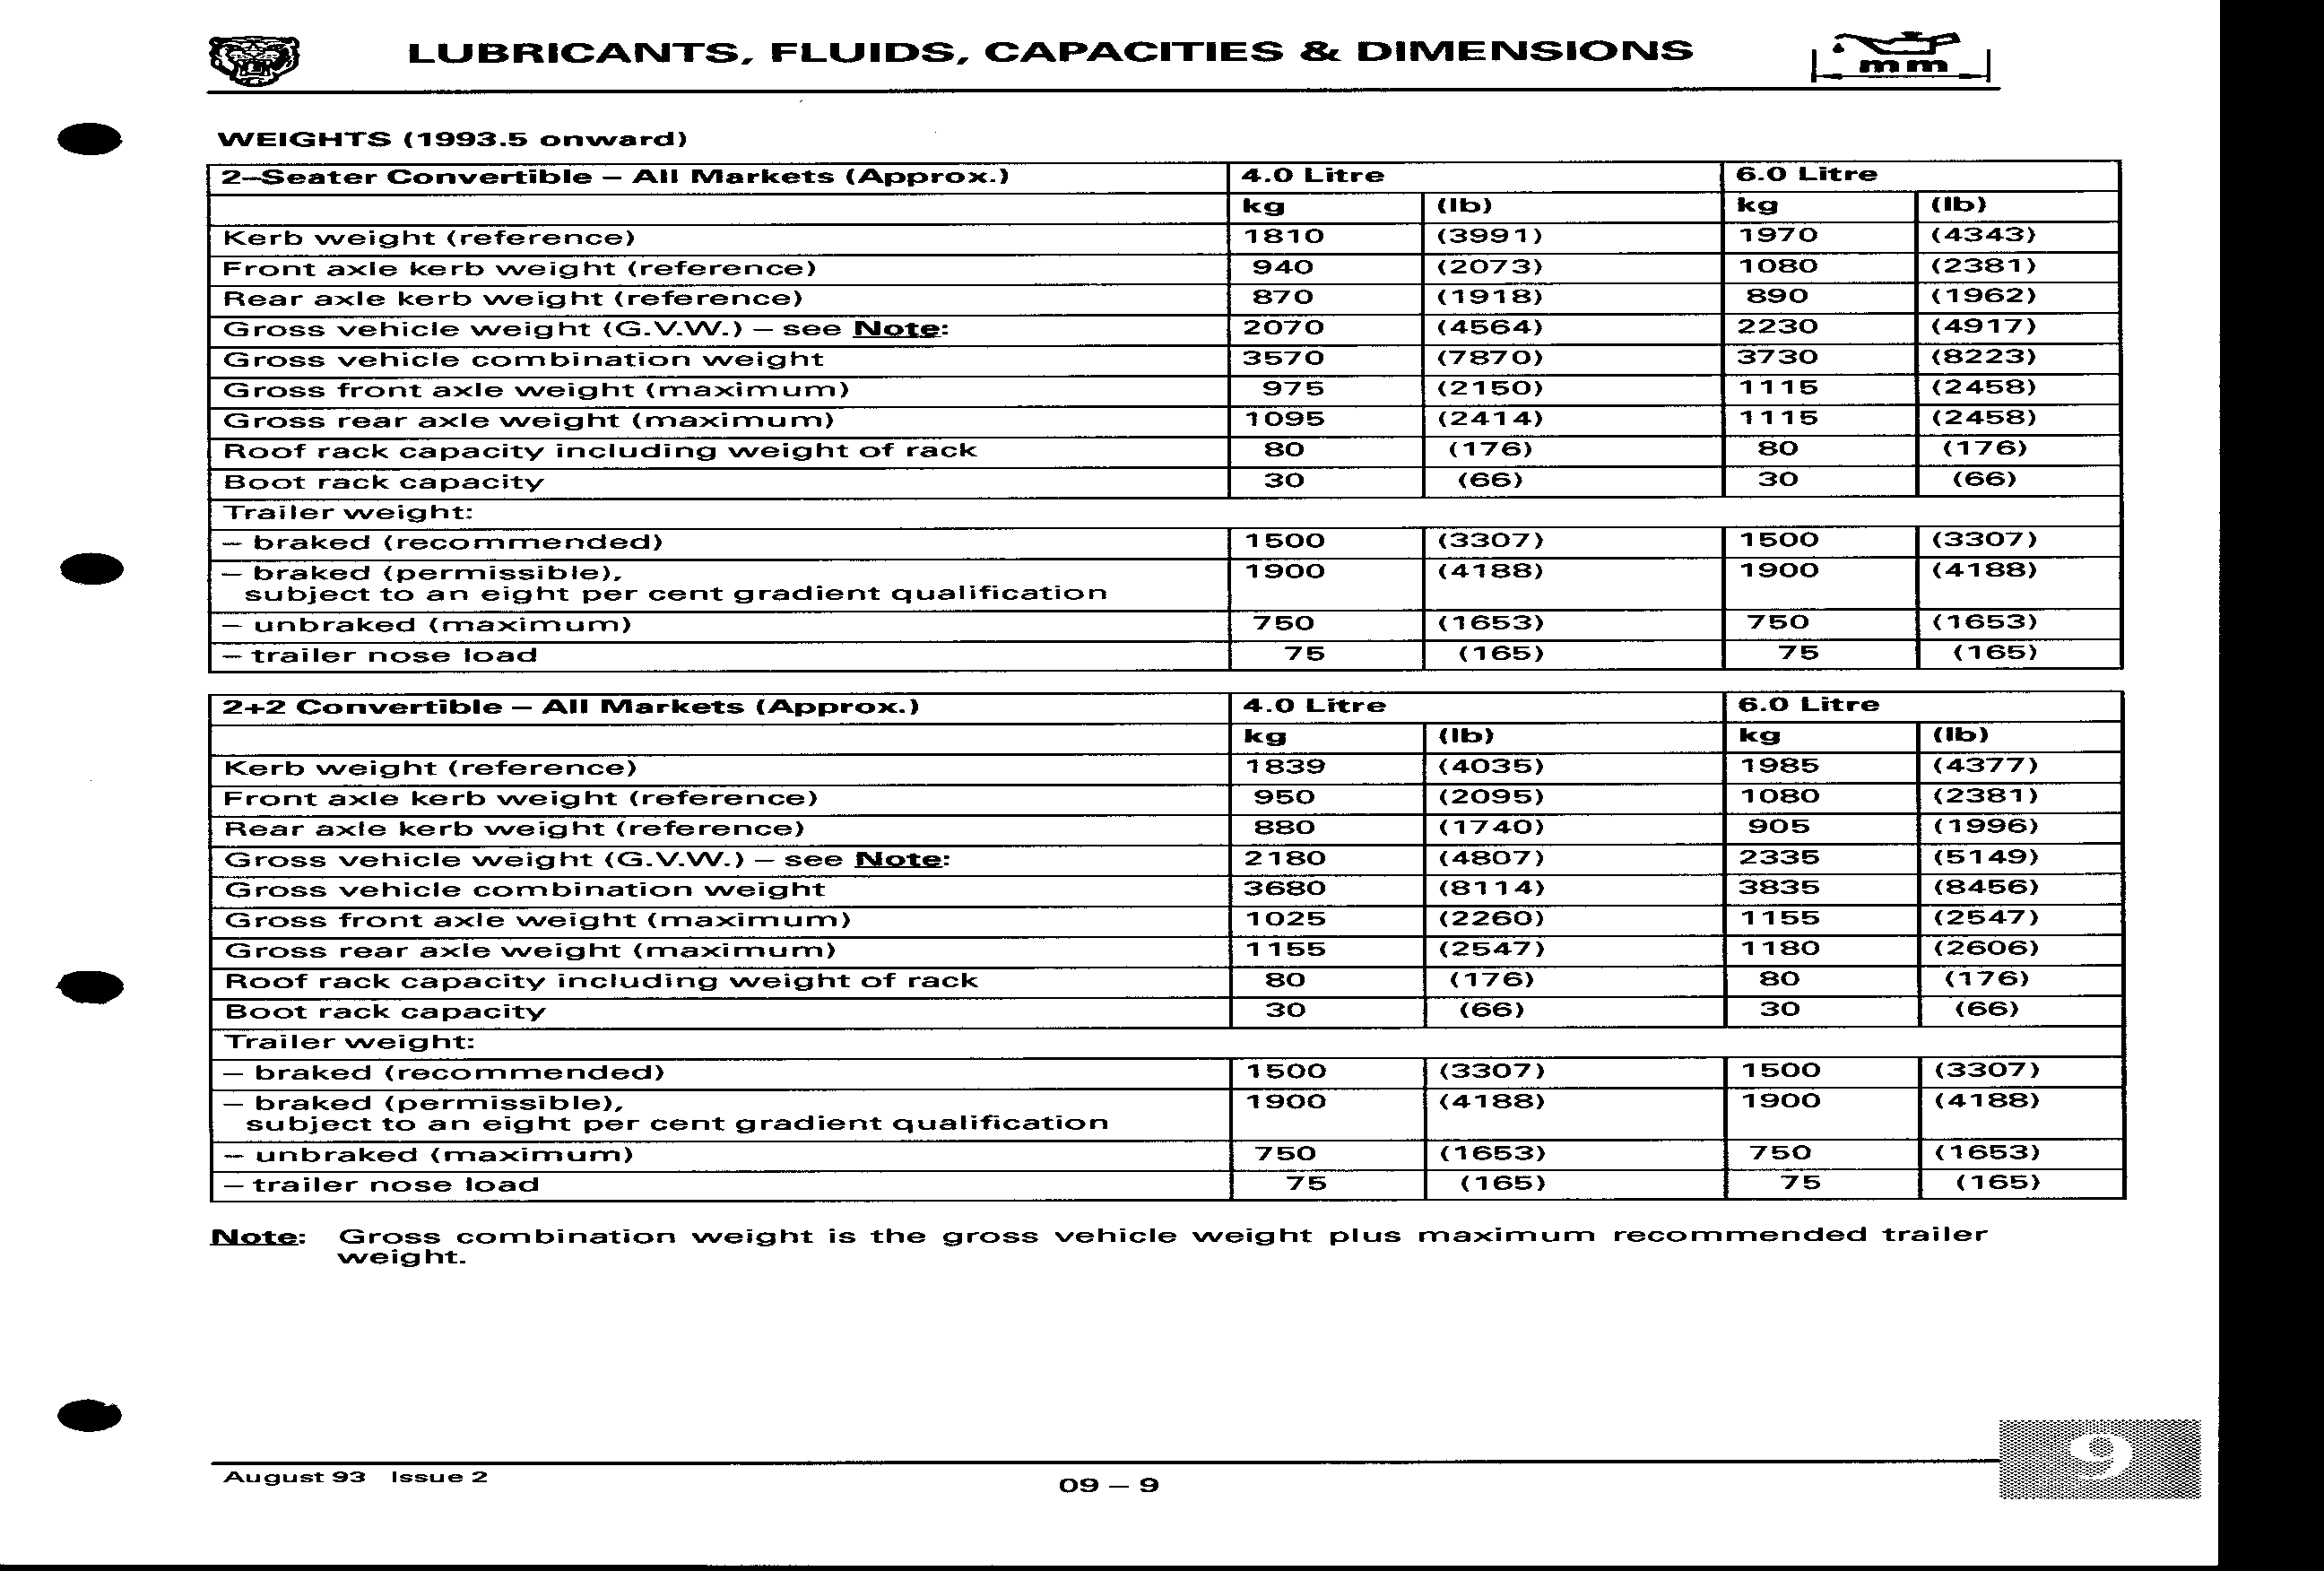 LUBRICANTS, FLUIDS, CAPACITIES & DIMENSIONS
mm
WEIGHTS (1993.5 onward)
2–Seater Convertible – All Markets (Approx.) 4.0 Litre 6.0 Litre
kg (lb) kg (lb)
Kerb weight (reference) 1810 (3991) 1970 (4343)
Front axle kerb weight (reference) 940 (2073) 1080 (2381)
Rear axle kerb weight (reference) 870 (1918) 890 (1962)
Gross vehicle weight (G.V.W.) – see Note: 2070 (4564) 2230 (4917)
Gross vehicle combination weight 3570 (7870) 3730 (8223)
Gross front axle weight (maximum) 975 (2150) 1115 (2458)
Gross rear axle weight (maximum) 1095 (2414) 1115 (2458)
Roof rack capacity including weight of rack 80 (176) 80 (176)
Boot rack capacity 30 (66) 30 (66)
Trailer weight:
– braked (recommended) 1500 (3307) 1500 (3307)
– braked (permissible), 1900 (4188) 1900 (4188)
subject to an eight per cent gradient qualification
– unbraked (maximum) 750 (1653) 750 (1653)
– trailer nose load 75 (165) 75 (165)
2+2 Convertible – All Markets (Approx.) 4.0 Litre 6.0 Litre
kg (lb) kg (lb)
Kerb weight (reference) 1839 (4035) 1985 (4377)
Front axle kerb weight (reference) 950 (2095) 1080 (2381)
Rear axle kerb weight (reference) 880 (1740) 905 (1996)
Gross vehicle weight (G.V.W.) – see Note: 2180 (4807) 2335 (5149)
Gross vehicle combination weight 3680 (8114) 3835 (8456)
Gross front axle weight (maximum) 1025 (2260) 1155 (2547)
Gross rear axle weight (maximum) 1155 (2547) 1180 (2606)
Roof rack capacity including weight of rack 80 (176) 80 (176)
Boot rack capacity 30 (66) 30 (66)
Trailer weight:
– braked (recommended) 1500 (3307) 1500 (3307)
– braked (permissible), 1900 (4188) 1900 (4188)
subject to an eight per cent gradient qualification
– unbraked (maximum) 750 (1653) 750 (1653)
– trailer nose load 75 (165) 75 (165)
Note: Gross combination weight is the gross vehicle weight plus maximum recommended trailer
weight.
9
August 93 Issue 2
09 – 9